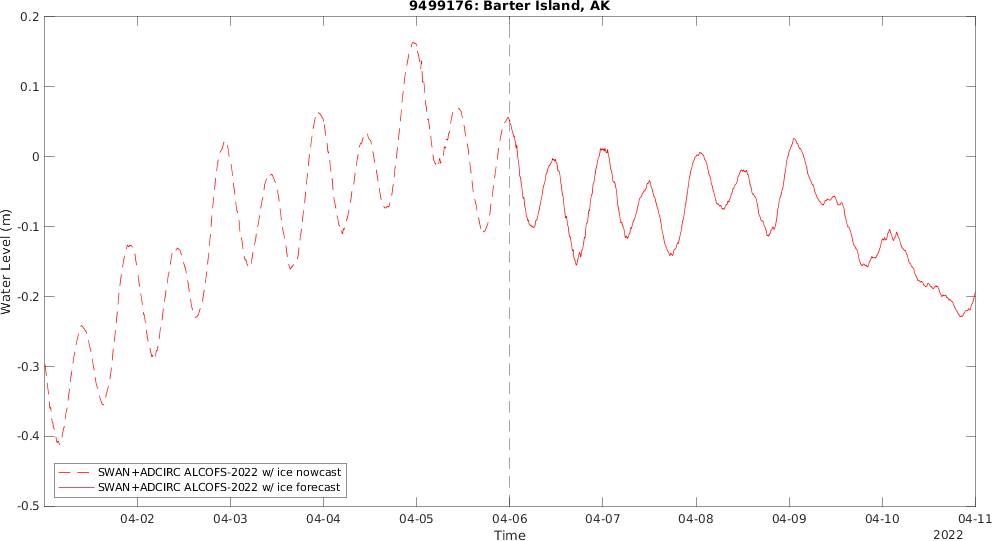 9499176: Barter Island, AK
0.2
0.1
0
-0.1
-0.2
-0.3
-0.4
-0.5
Water Level (m)
SWAN+ADCIRC ALCOFS-2022 w/ ice nowcast
SWAN+ADCIRC ALCOFS-2022 w/ ice forecast
04-02 04-03 04-04 04-05 04-06 04-07 04-08 04-09 04-10 04-11
Time
2022